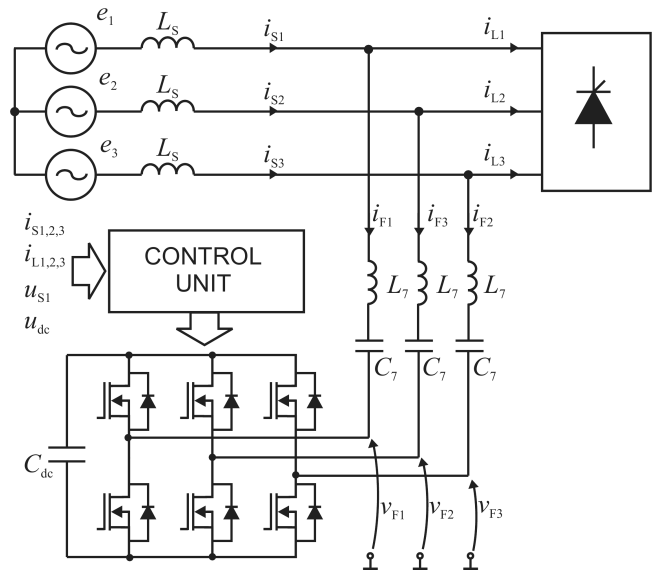 e1
LS
iS1
iL1
e2
LS
iS2
iL2
e3
LS
iS3
iL3
iF1
iF3
iF2
iS1,2,3
iL1,2,3
uS1
udc
CONTROL
UNIT
L7
L7
L7
C7
C7
C7
Cdc
vF1
vF2
vF3